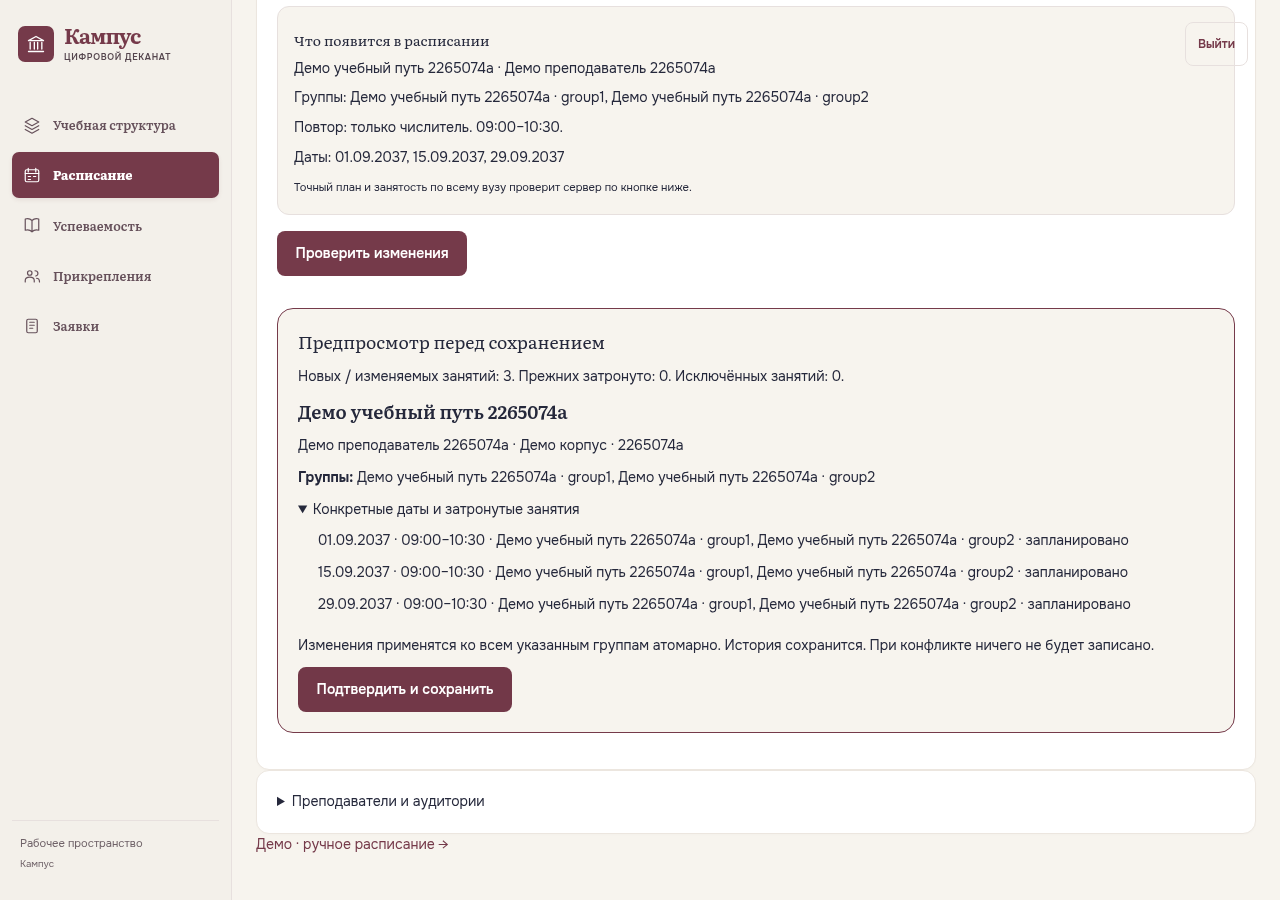 Кампус
ЦИФРОВОЙ ДЕКАНАТ
Учебная структура
Расписание
Успеваемость
Прикрепления
Заявки
Рабочее пространство
Кампус
Выйти
Что появится в расписании
Демо учебный путь 2265074a · Демо преподаватель 2265074a
Группы: Демо учебный путь 2265074a · group1, Демо учебный путь 2265074a · group2
Повтор: только числитель. 09:00–10:30.
Даты: 01.09.2037, 15.09.2037, 29.09.2037
Точный план и занятость по всему вузу проверит сервер по кнопке ниже.
Проверить изменения
Предпросмотр перед сохранением
Новых / изменяемых занятий: 3. Прежних затронуто: 0. Исключённых занятий: 0.
Демо учебный путь 2265074a
Демо преподаватель 2265074a · Демо корпус · 2265074a
Группы: Демо учебный путь 2265074a · group1, Демо учебный путь 2265074a · group2
▼ Конкретные даты и затронутые занятия
01.09.2037 · 09:00–10:30 · Демо учебный путь 2265074a · group1, Демо учебный путь 2265074a · group2 · запланировано
15.09.2037 · 09:00–10:30 · Демо учебный путь 2265074a · group1, Демо учебный путь 2265074a · group2 · запланировано
29.09.2037 · 09:00–10:30 · Демо учебный путь 2265074a · group1, Демо учебный путь 2265074a · group2 · запланировано
Изменения применятся ко всем указанным группам атомарно. История сохранится. При конфликте ничего не будет записано.
Подтвердить и сохранить
▶ Преподаватели и аудитории
Демо · ручное расписание →